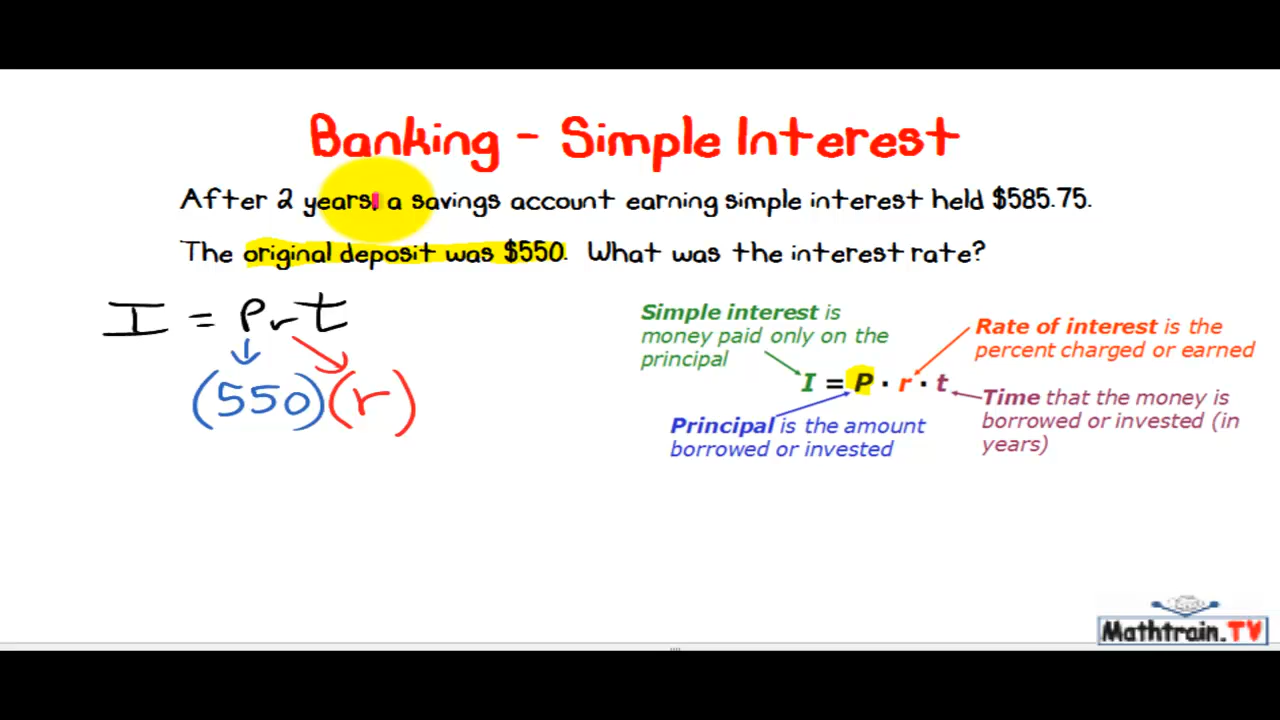 Banking - Simple Interest
After 2 years, a savings account earning simple interest held $585.75.
The original deposit was $550. What was the interest rate?
I = Prt
(550)(r)
Simple interest is
money paid only on the
principal
Rate of interest is the
percent charged or earned
I = P · r · t
Time that the money is
borrowed or invested (in
years)
Principal is the amount
borrowed or invested
Mathtrain.TV